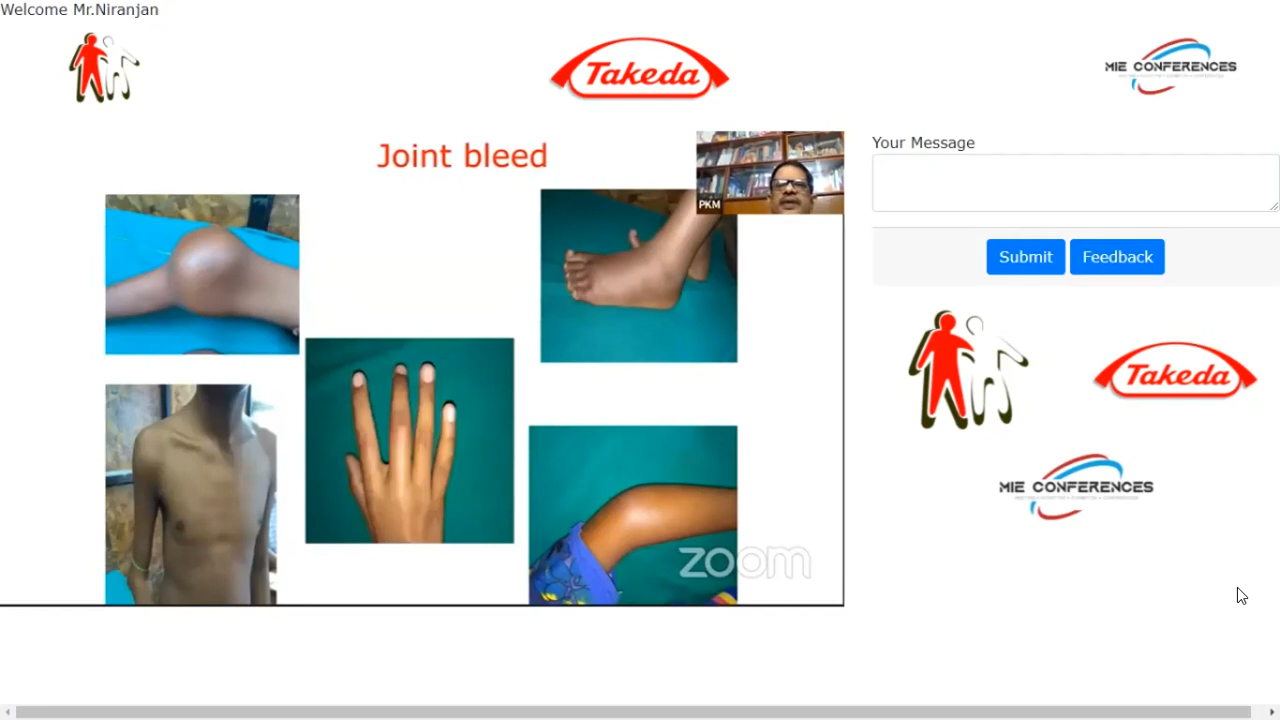 Welcome Mr.Niranjan
Takeda
MIE CONFERENCES
Joint bleed
PKM
zoom
Your Message
Submit
Feedback
Takeda
MIE CONFERENCES